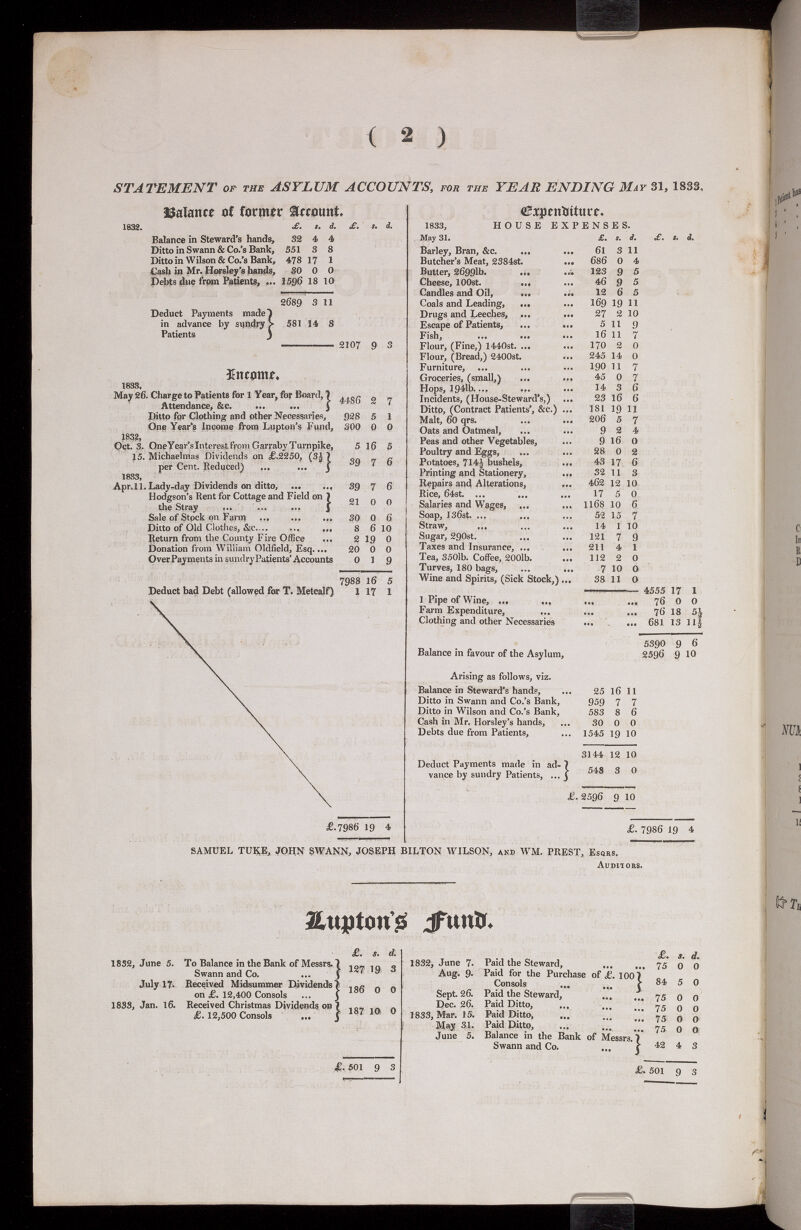 ( 2 )
STATEMENT OF THE ASYLUM ACCOUNTS, FOR THE YEAR ENDING MAY 31, 1833.
Balance of former Account.
1832. £. s. d. £. s. d.
Balance in Steward's hands, 32 4 4
Ditto in Swann & Co.'s Bank, 551 3 8
Ditto in Wilson & Co.'s Bank, 478 17 1
Cash in Mr. Horsley's hands, 30 0 0
Debts due from Patients, ... 1596 18 10
2689 3 11
Deduct Payments made
in advance by sundry } 581 14 8
Patients
2107 9 3
Income.
1833,
May 26. Charge to Patients for 1 Year, for Board,
Attendance, &c. ... ... } 4486 2 7
Ditto for Clothing and other Necessaries, 928 5 1
One Year's Income from Lupton's Fund, 300 0 0
1832,
Oct. 3. One Year's Interest from Garraby Turnpike, 5 16 5
15. Michaelmas Dividends on £.2250, (3½
per Cent. Reduced) ... ... } 39 7 6
1833,
Apr. 11. Lady-day Dividends on ditto, ... ... 39 7 6
Hodgson's Rent for Cottage and Field on
the Stray ... ... ... } 21 0 0
Sale of Stock on Farm ... ... ... 30 0 6
Ditto of Old Clothes, &c.... ... ... 8 6 10
Return from the County Fire Office ... 2 19 0
Donation from William Oldfield, Esq. ... 20 0 0
Over Payments in sundry Patients' Accounts 0 1 9
7988 16 5
Deduct bad Debt (allowed for T. Metcalf) 1 17 1
£.7986 19 4
Expenditure.
1833, HOUSE EXPENSES.
May 31. £. s. d. £. s. d.
Barley, Bran, &c. ... ... 61 3 11
Butcher's Meat, 2384st. ... 686 0 4
Butter, 2699lb. ... ... 123 9 5
Cheese, 100st. ... ... 46 9 5
Candles and Oil, ... ... 12 6 5
Coals and Leading, ... ... 169 19 11
Drugs and Leeches, ... ... 27 2 10
Escape of Patients, ... ... 5 11 9
Fish, ... ... ... 16 11 7
Flour, (Fine,) 1440st. ... ... 170 2 0
Flour, (Bread,) 2400st. ... 245 14 0
Furniture, ... ... ... 190 11 7
Groceries, (small,) ... ... 45 0 7
Hops, 194lb. ... ... ... 14 3 6
Incidents, (House-Steward's,) ... 23 16 6
Ditto, (Contract Patients', &c.) ... 181 19 11
Malt, 60 qrs. ... ... 206 5 7
Oats and Oatmeal, ... ... 9 2 4
Peas and other Vegetables, ... 9 16 0
Poultry and Eggs, ... ... 28 0 2
Potatoes, 714½ bushels, ... 43 17 6
Printing and Stationery, ... 32 11 3
Repairs and Alterations, ... 462 12 10
Rice, 64st. ... ... ... 17 5 0
Salaries and Wages, ... ... 1168 10 6
Soap, 136st. ... ... ... 52 15 7
Straw, ... ... ... 14 1 10
Sugar, 290st. ... ... 121 7 9
Taxes and Insurance, ... ... 211 4 1
Tea, 350lb. Coffee, 200lb. ... 112 2 0
Turves, 180 bags, ... ... 7 10 0
Wine and Spirits, (Sick Stock,) ... 38 11 0
4555 17 1
1 Pipe of Wine, ... ... ... ... 76 0 0
Farm Expenditure, ... ... ... 76 18 5½
Clothing and other Necessaries ... ... 681 13 11½
5390 9 6
Balance in favour of the Asylum, 2596 9 10
Arising as follows, viz.
Balance in Steward's hands, ... 25 16 11
Ditto in Swann and Co.'s Bank, 959 7 7
Ditto in Wilson and Co.'s Bank, 583 8 6
Cash in Mr. Horsley's hands, ... 30 0 0
Debts due from Patients, ... 1545 19 10
3144 12 10
Deduct Payments made in ad-
vance by sundry Patients, ... } 548 3 0
£. 2596 9 10
£. 7986 19 4
SAMUEL TUKE, JOHN SWANN, JOSEPH BILTON WILSON, AND WM. PREST, ESQRS.
AUDITORS.
Lupton's Fund.
£. s. d.
1832, June 5. To Balance in the Bank of Messrs.
Swann and Co. ... } 127 19 3
July 17. Received Midsummer Dividends
on £. 12,400 Consols ... } 186 0 0
1833, Jan. 16. Received Christmas Dividends on
£. 12,500 Consols ... } 187 10 0
£. 501 9 3
£. s. d.
1832, June 7. Paid the Steward, ... ... 75 0 0
Aug. 9. Paid for the Purchase of £. 100
Consols ... ... } 84 5 0
Sept. 26. Paid the Steward, ... ... 75 0 0
Dec. 26. Paid Ditto, ... ... ... 75 0 0
1833, Mar. 15. Paid Ditto, ... ... ... 75 0 0
May 31. Paid Ditto, ... ... ... 75 0 0
June 5. Balance in the Bank of Messrs.
Swann and Co. ... } 42 4 3
£. 501 9 3